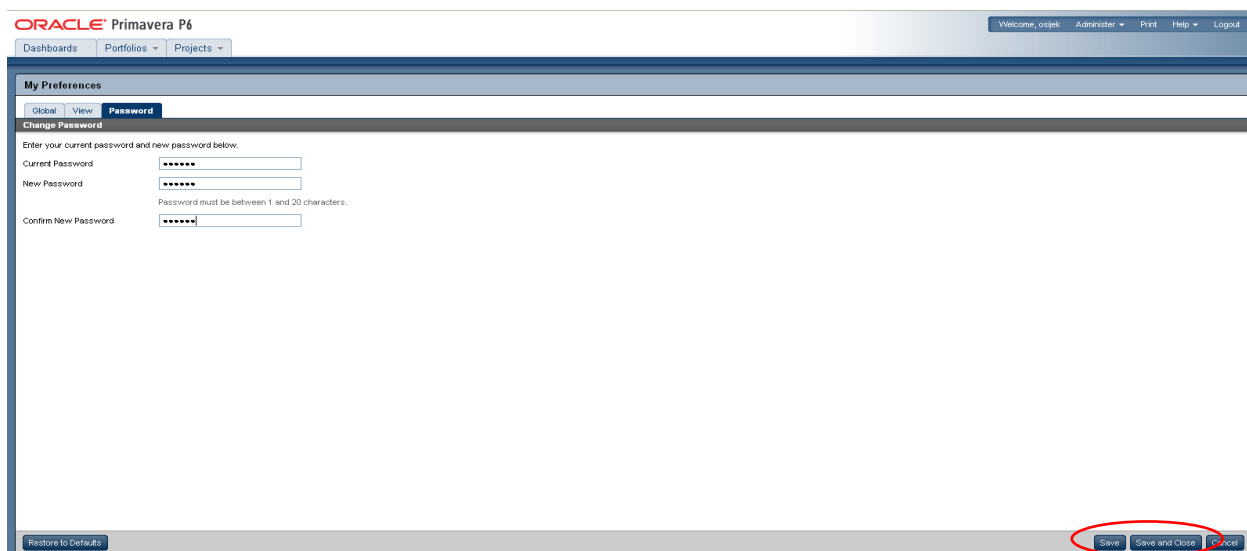 ORACLE Primavera P6
Welcome, osijek Administer Print Help Logout
Dashboards Portfolios Projects
My Preferences
Global View Password
Change Password
Enter your current password and new password below.
Current Password ••••••
New Password ••••••
Password must be between 1 and 20 characters.
Confirm New Password ••••••
Restore to Defaults Save Save and Close Cancel